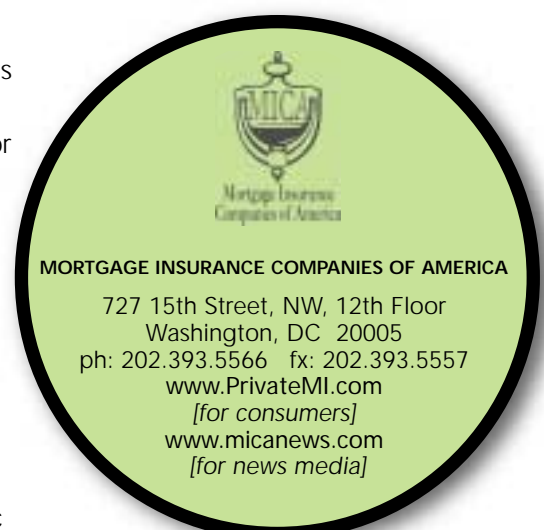 s
or
MICA
Mortgage Insurance
Companies of America
MORTGAGE INSURANCE COMPANIES OF AMERICA
727 15th Street, NW, 12th Floor
Washington, DC 20005
ph: 202.393.5566 fx: 202.393.5557
www.PrivateMI.com
[for consumers]
www.micanews.com
[for news media]